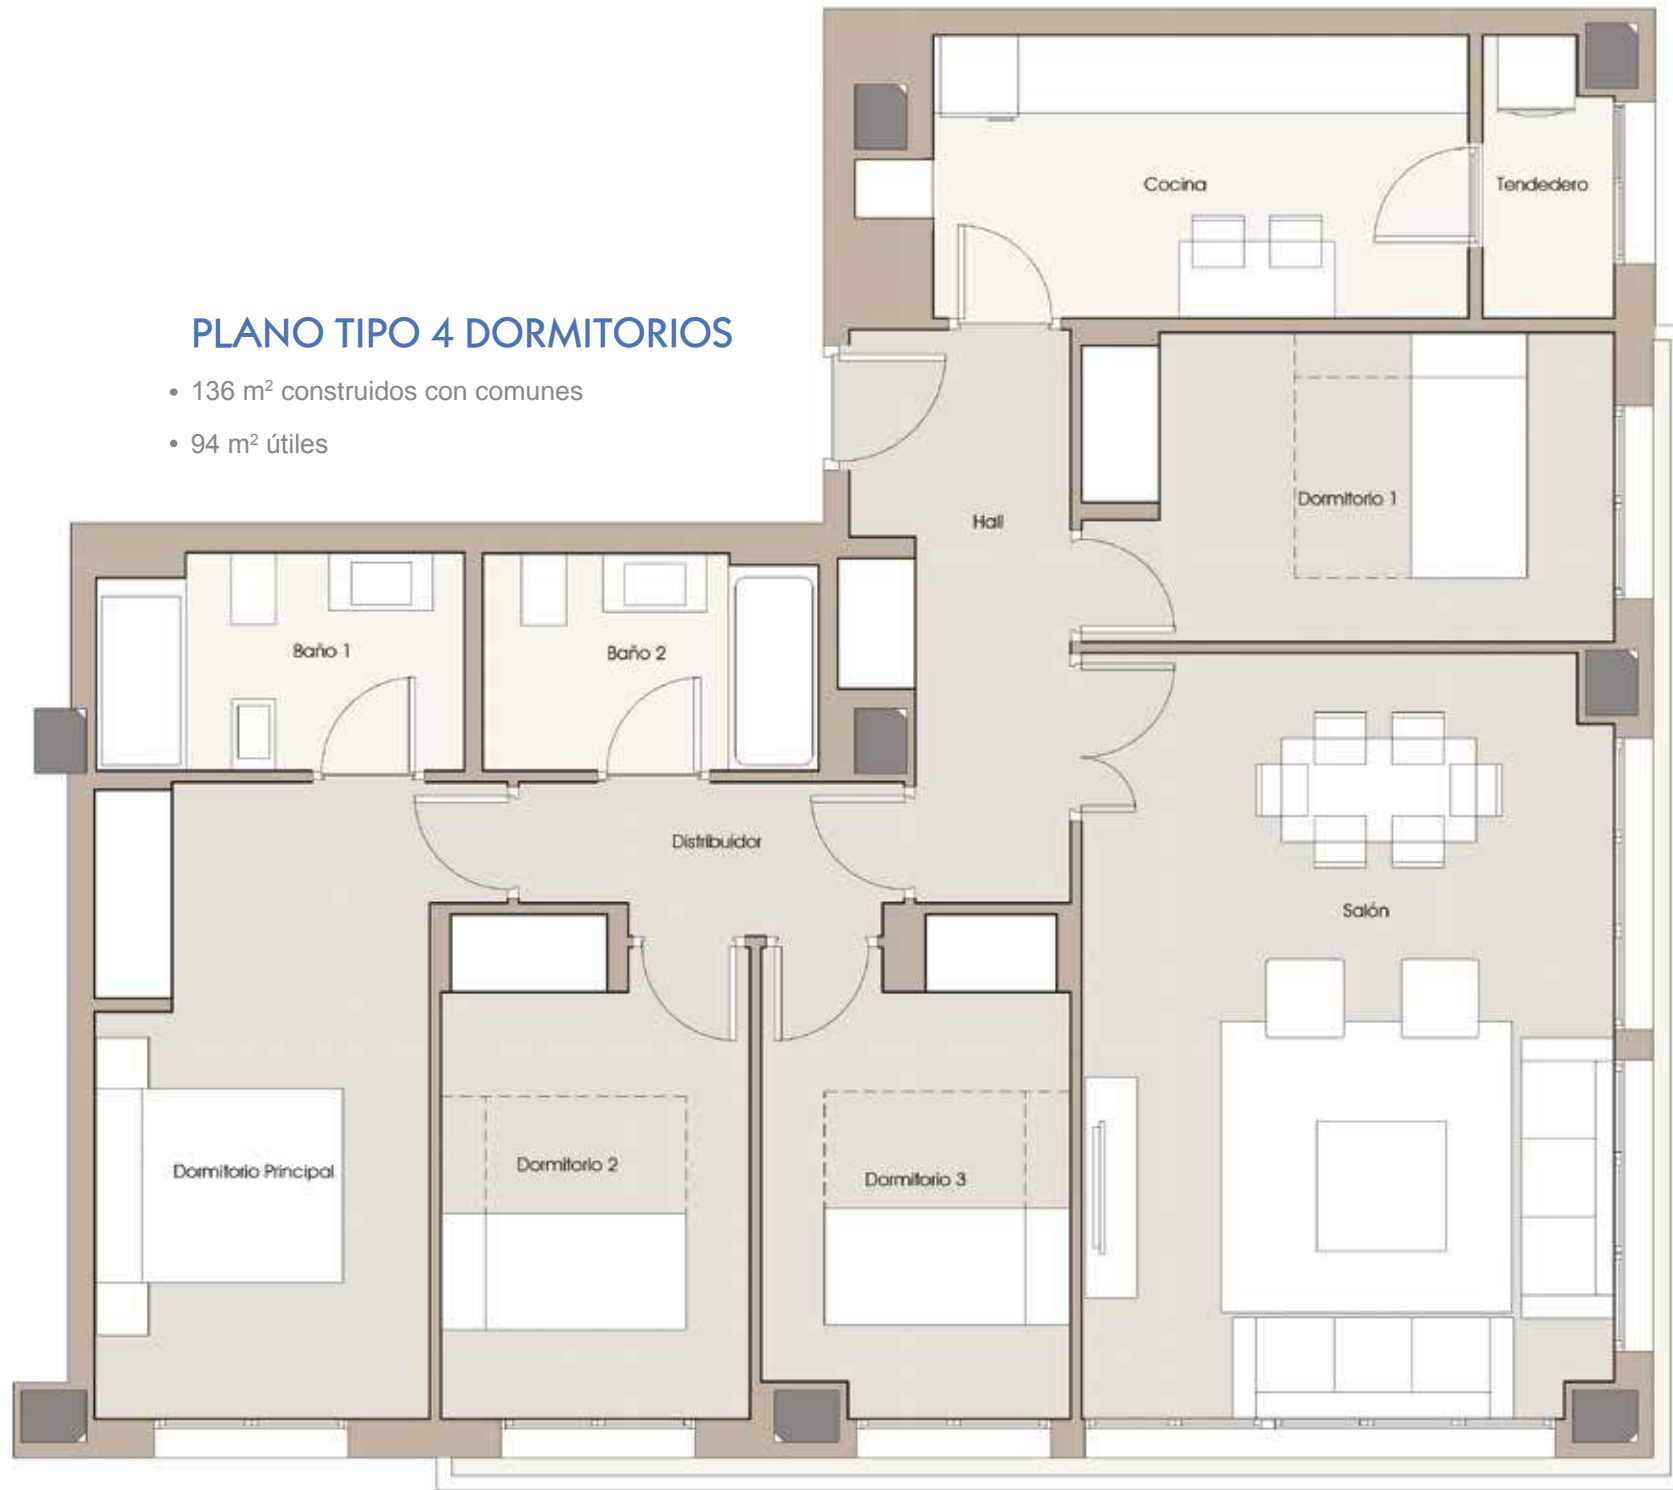 PLANO TIPO 4 DORMITORIOS
• 136 m² construidos con comunes
• 94 m² útiles
Cocina
Tendedero
Dormitorio 1
Hall
Baño 1
Baño 2
Distribuidor
Salón
Dormitorio Principal
Dormitorio 2
Dormitorio 3